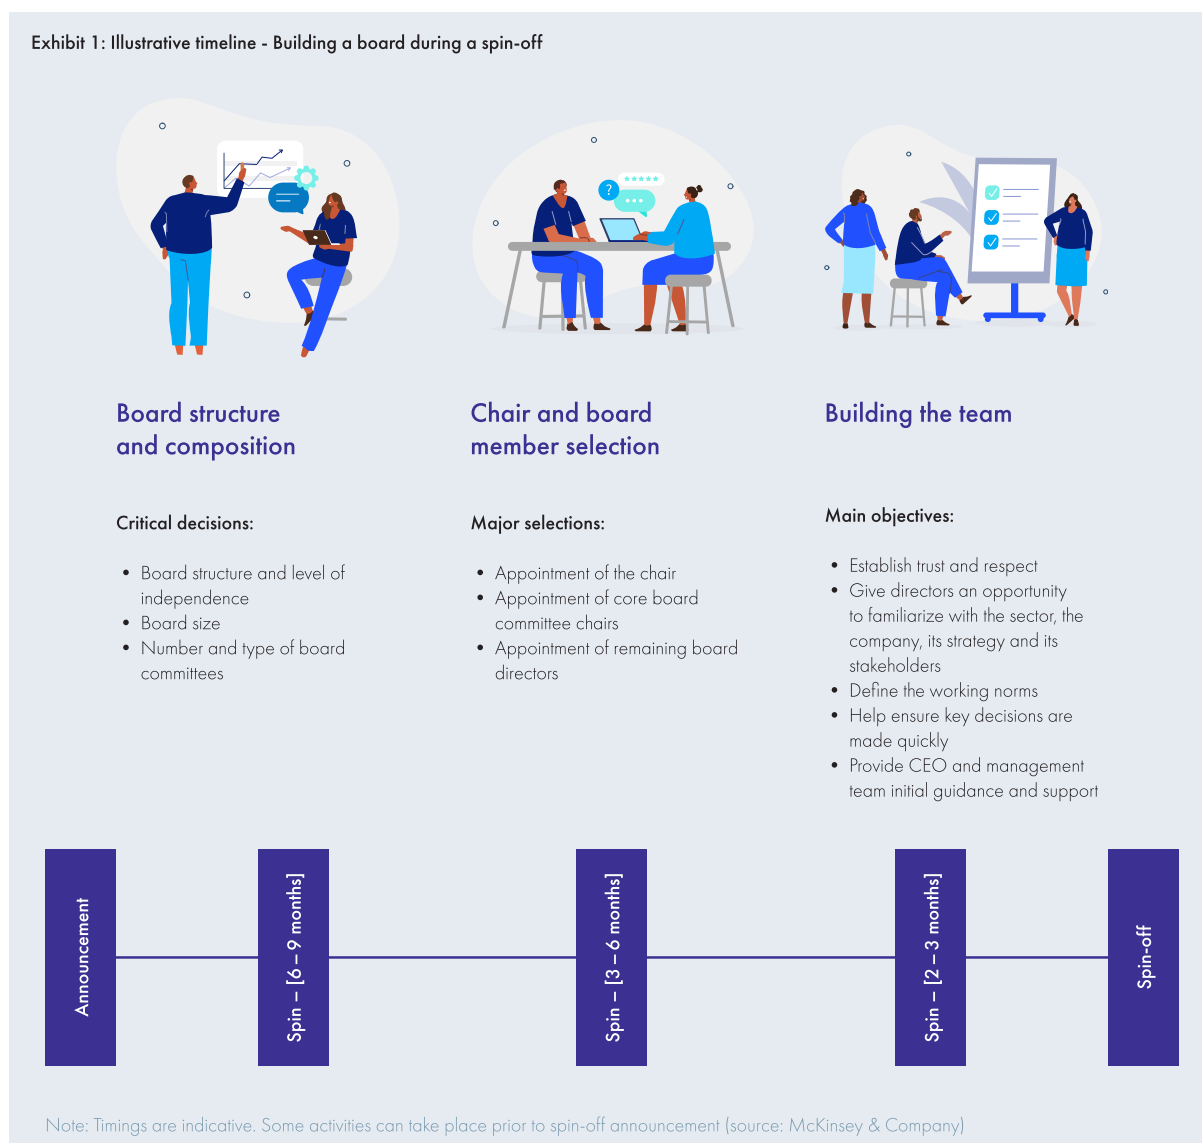 Exhibit 1: Illustrative timeline - Building a board during a spin-off
?
Board structure
and composition
Critical decisions:
• Board structure and level of
independence
• Board size
• Number and type of board
committees
Chair and board
member selection
Major selections:
• Appointment of the chair
• Appointment of core board
committee chairs
• Appointment of remaining board
directors
Building the team
Main objectives:
• Establish trust and respect
• Give directors an opportunity
to familiarize with the sector, the
company, its strategy and its
stakeholders
• Define the working norms
• Help ensure key decisions are
made quickly
• Provide CEO and management
team initial guidance and support
Announcement
Spin – [6 – 9 months]
Spin – [3 – 6 months]
Spin – [2 – 3 months]
Spin-off
Note: Timings are indicative. Some activities can take place prior to spin-off announcement (source: McKinsey & Company)